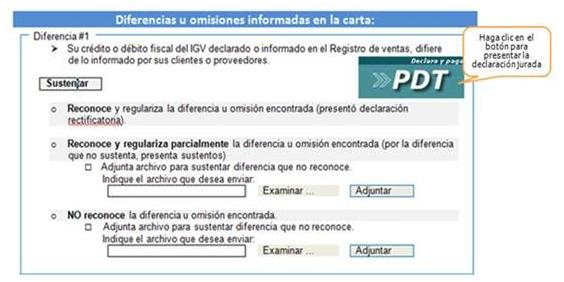 Diferencias u omisiones informadas en la carta:
Diferencia #1
Su crédito o débito fiscal del IGV declarado o informado en el Registro de ventas, difiere
de lo informado por sus clientes o proveedores.
Haga clic en el
botón para
presentar la
declaración jurada
Declara y paga
PDT
Sustentar
Reconoce y regulariza la diferencia u omisión encontrada (presentó declaración
rectificatoria).
Reconoce y regulariza parcialmente la diferencia u omisión encontrada (por la diferencia
que no sustenta, presenta sustentos)
Adjunta archivo para sustentar diferencia que no reconoce.
Indique el archivo que desea enviar:
Examinar ... Adjuntar
NO reconoce la diferencia u omisión encontrada.
Adjunta archivo para sustentar diferencia que no reconoce.
Indique el archivo que desea enviar:
Examinar ... Adjuntar